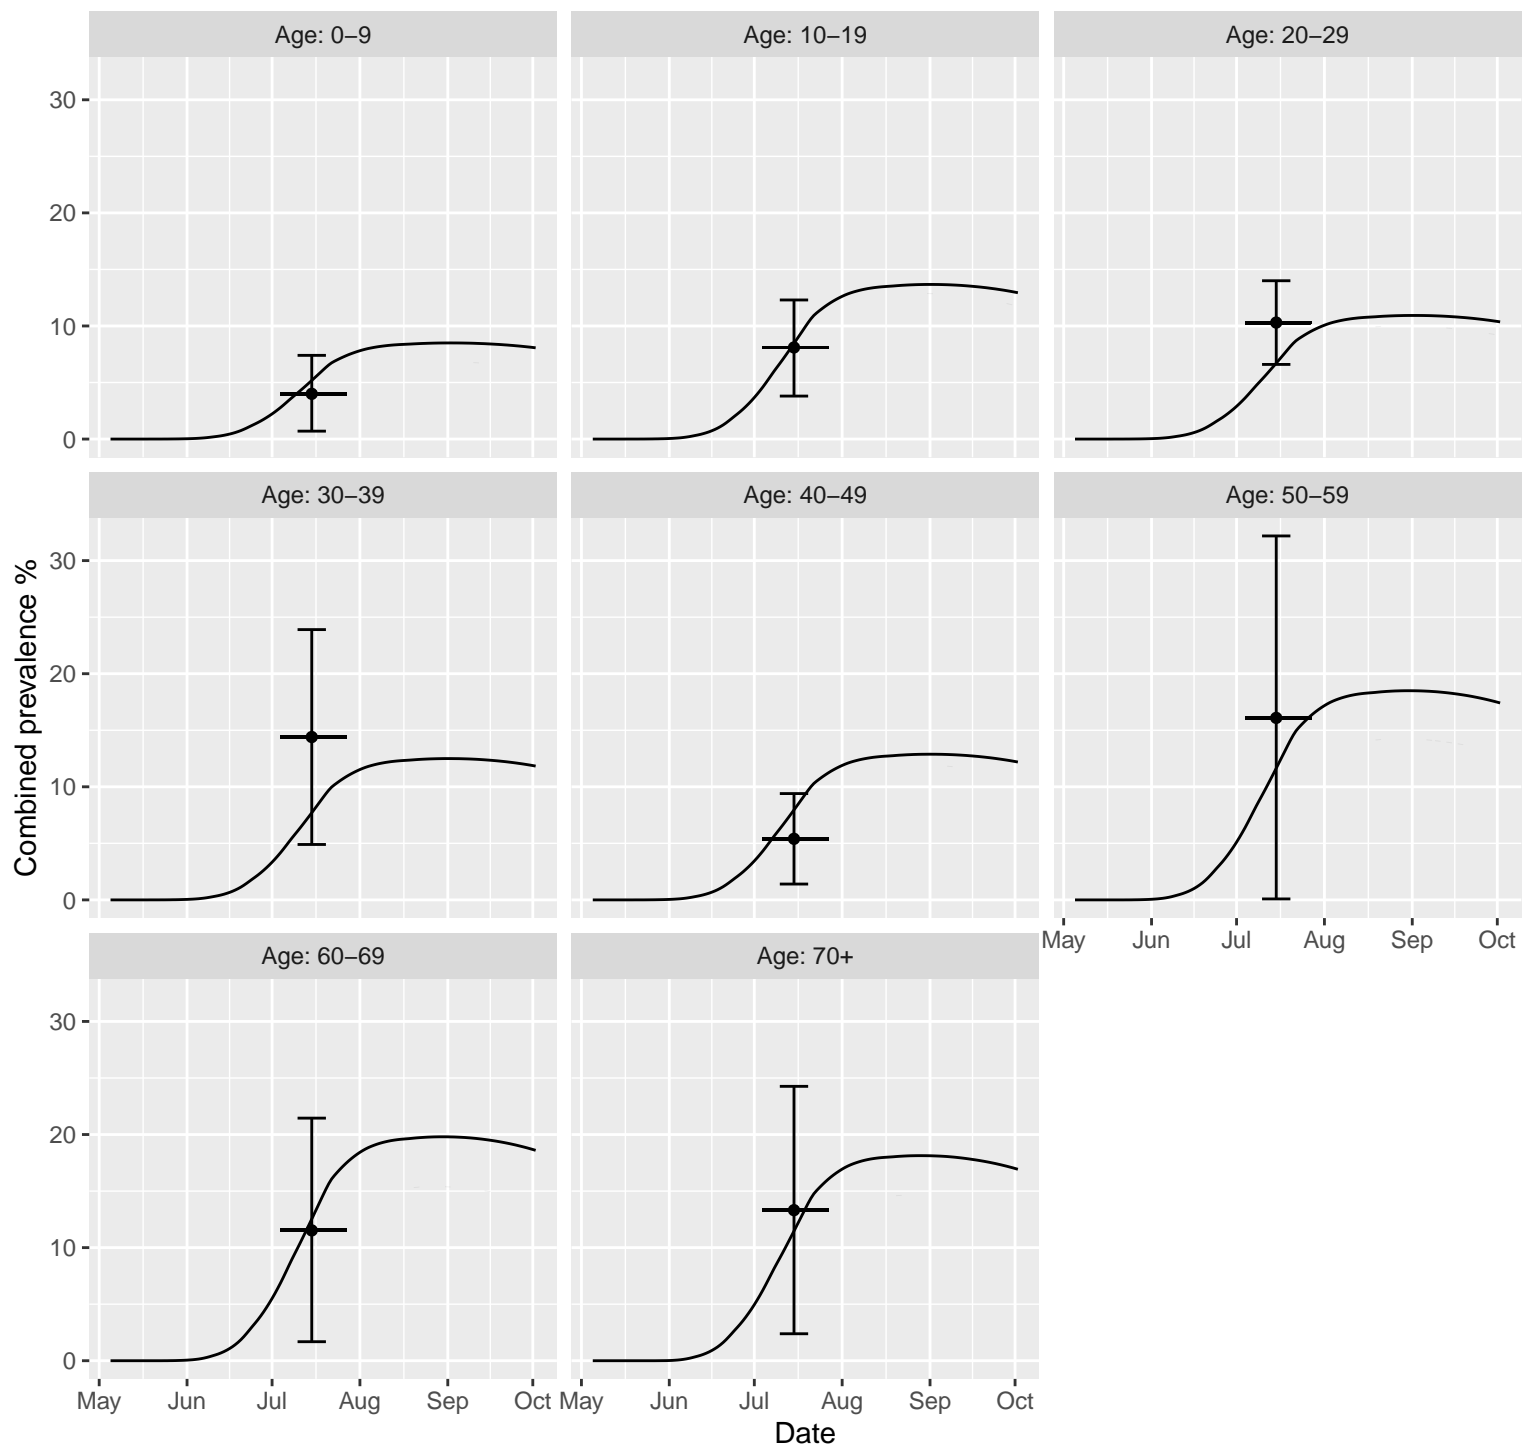 Age: 0–9
Age: 10–19
Age: 20–29
30
20
10
0
Age: 30–39
Age: 40–49
Age: 50–59
30
20
10
0
May Jun Jul Aug Sep Oct
Age: 60–69
Age: 70+
30
20
10
0
May Jun Jul Aug Sep Oct
May Jun Jul Aug Sep Oct
Combined prevalence %
Date